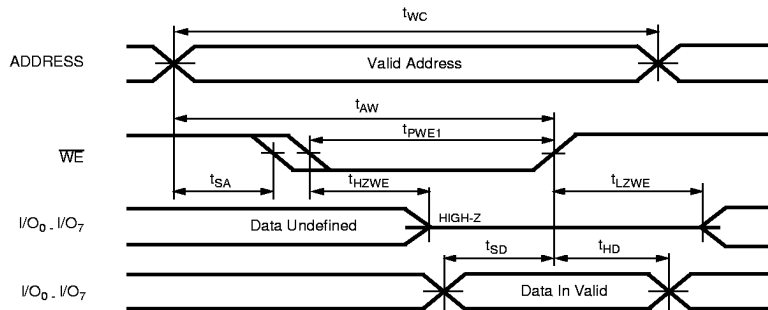 tWC
ADDRESS Valid Address
tAW
tPWE1
W̅E̅
tSA tHZWE tLZWE
I/O0 - I/O7 Data Undefined HIGH-Z
tSD tHD
I/O0 - I/O7 Data In Valid